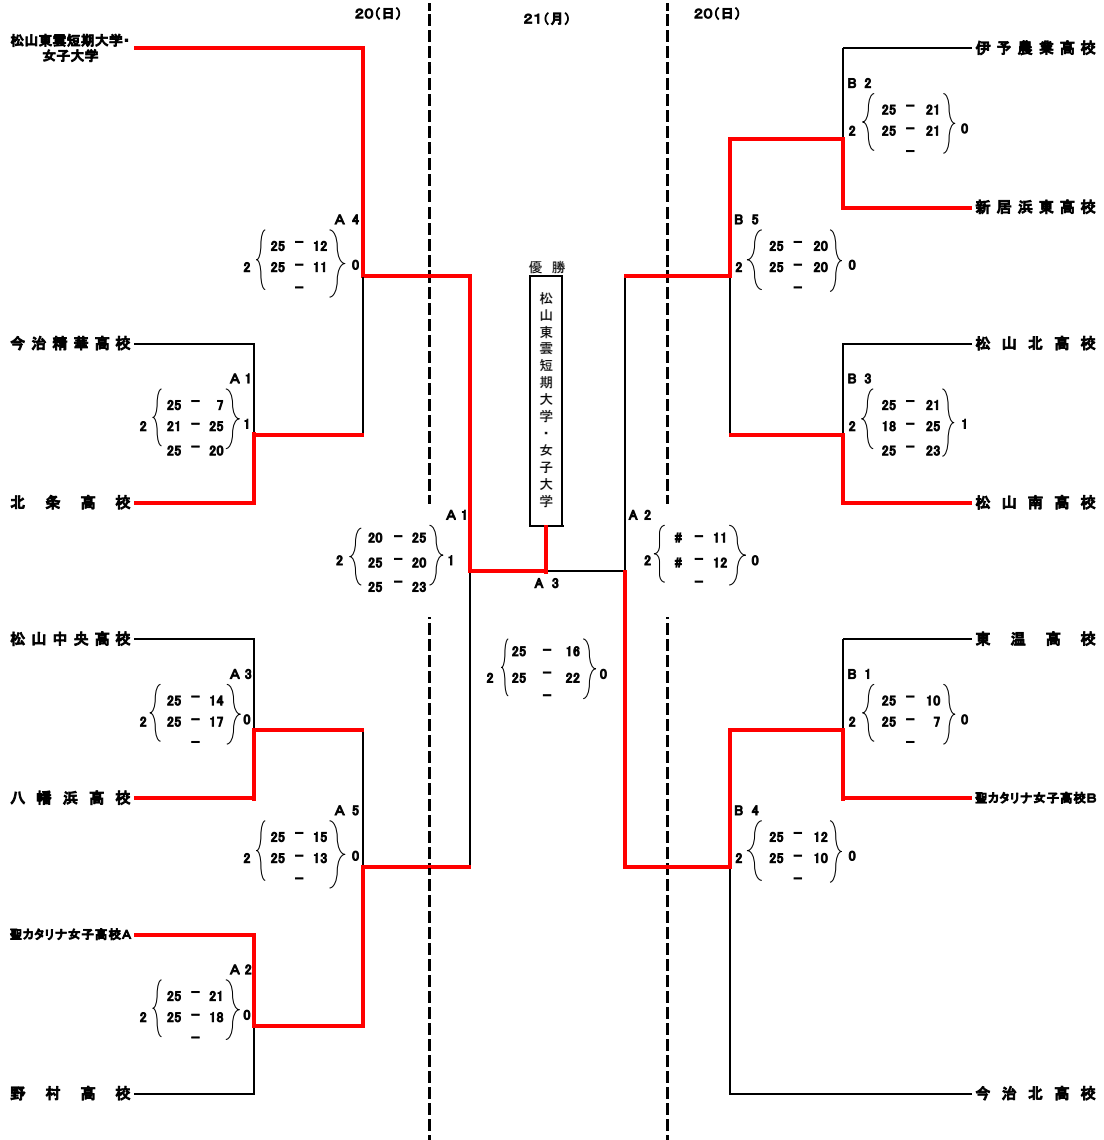 20(日)
21(月)
20(日)
松山東雲短期大学・
女子大学
A 4
25 － 12
2 25 － 11 0
－
今治精華高校
A 1
25 － 7
2 21 － 25 1
25 － 20
北条高校
松山中央高校
A 3
25 － 14
2 25 － 17 0
－
八幡浜高校
A 5
25 － 15
2 25 － 13 0
－
聖カタリナ女子高校A
A 2
25 － 21
2 25 － 18 0
－
野村高校
A 1
20 － 25
2 25 － 20 1
25 － 23
優勝
松山東雲短期大学・女子大学
A 3
25 － 16
2 25 － 22 0
－
A 2
# － 11
2 # － 12 0
－
伊予農業高校
B 2
25 － 21
2 25 － 21 0
－
新居浜東高校
B 5
25 － 20
2 25 － 20 0
－
松山北高校
B 3
25 － 21
2 18 － 25 1
25 － 23
松山南高校
東温高校
B 1
25 － 10
2 25 － 7 0
－
聖カタリナ女子高校B
B 4
25 － 12
2 25 － 10 0
－
今治北高校